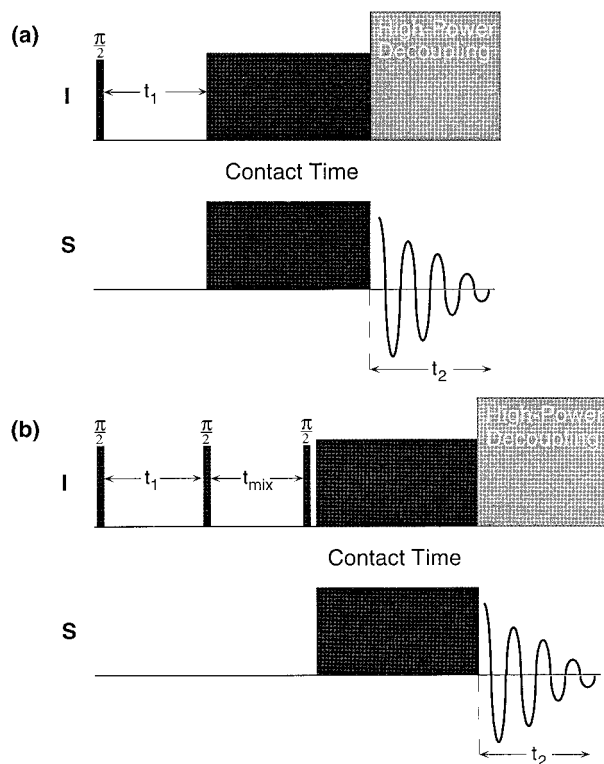 (a)
π/2
High-Power
Decoupling
t1
I
Contact Time
S
t2
(b)
π/2 π/2 π/2
High-Power
Decoupling
t1 tmix
I
Contact Time
S
t2